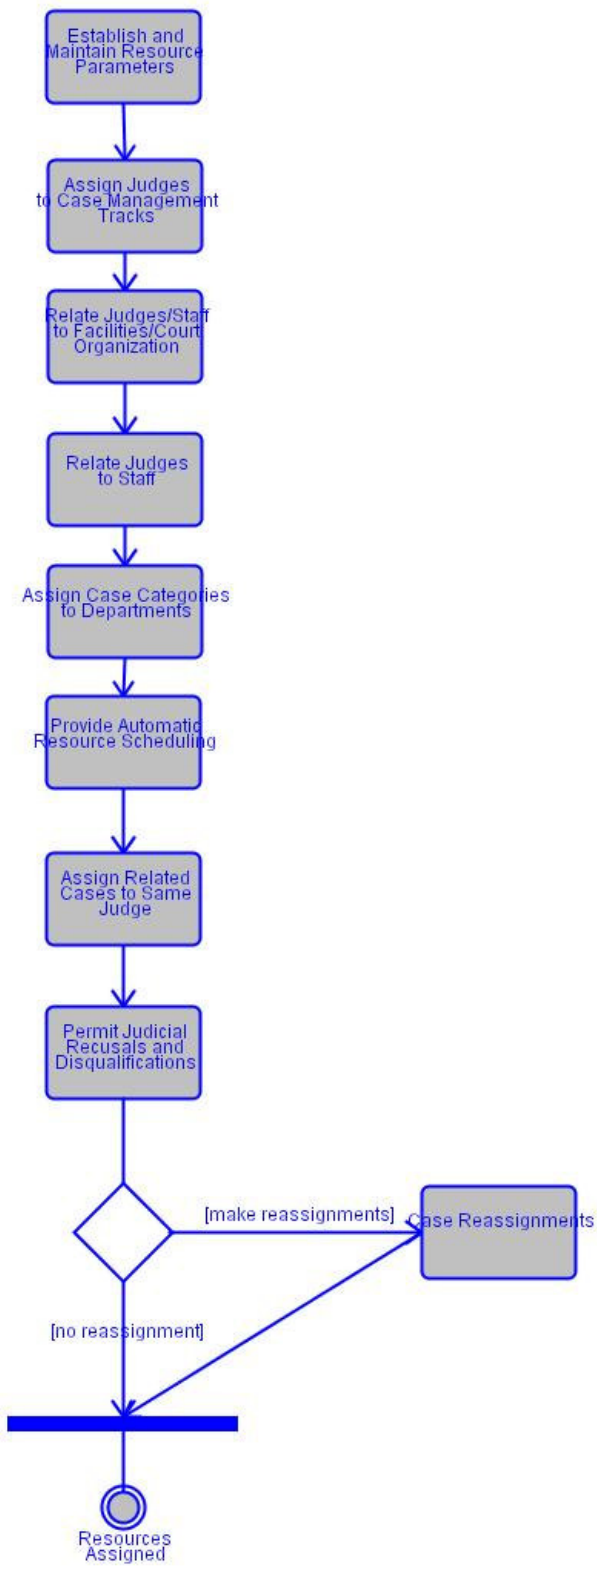 Establish and
Maintain Resource
Parameters
Assign Judges
to Case Management
Tracks
Relate Judges/Staff
to Facilities/Court
Organization
Relate Judges
to Staff
Assign Case Categories
to Departments
Provide Automatic
Resource Scheduling
Assign Related
Cases to Same
Judge
Permit Judicial
Recusals and
Disqualifications
[make reassignments]
Case Reassignments
[no reassignment]
Resources
Assigned